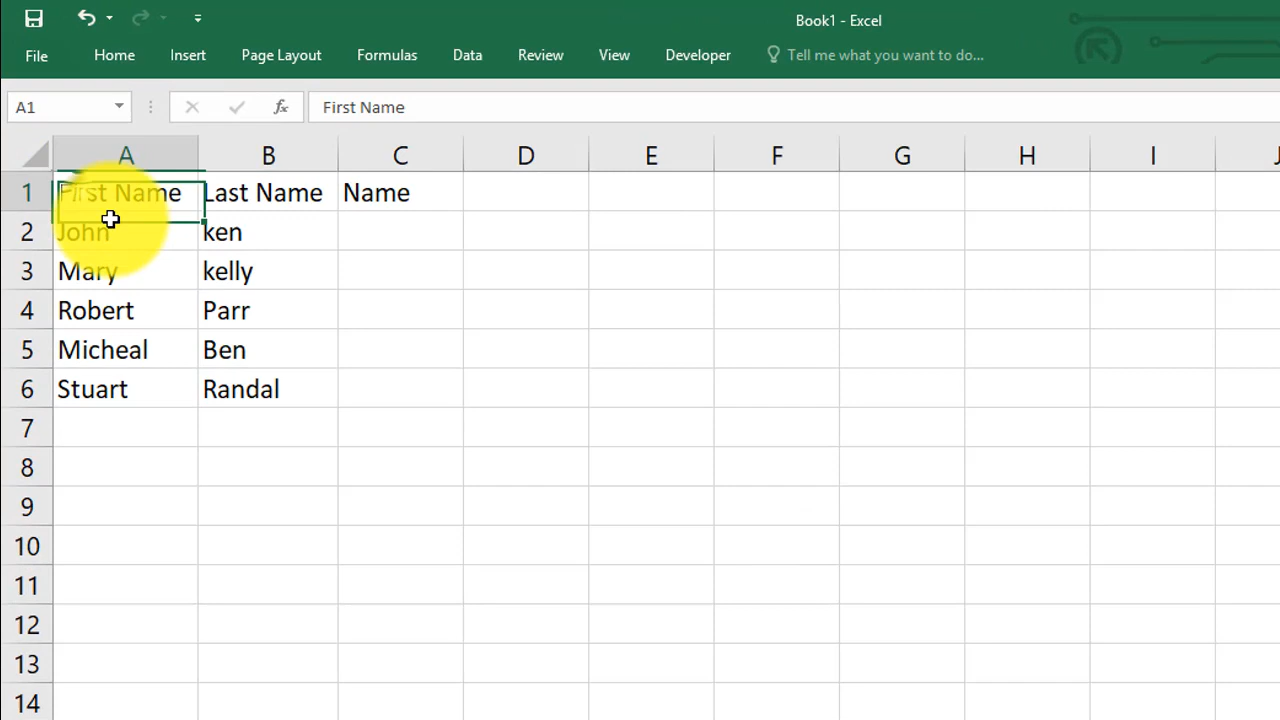 Book1 - Excel
File Home Insert Page Layout Formulas Data Review View Developer Tell me what you want to do...
A1 fx First Name
A B C D E F G H I J
1 First Name Last Name Name
2 John ken
3 Mary kelly
4 Robert Parr
5 Micheal Ben
6 Stuart Randal
7
8
9
10
11
12
13
14